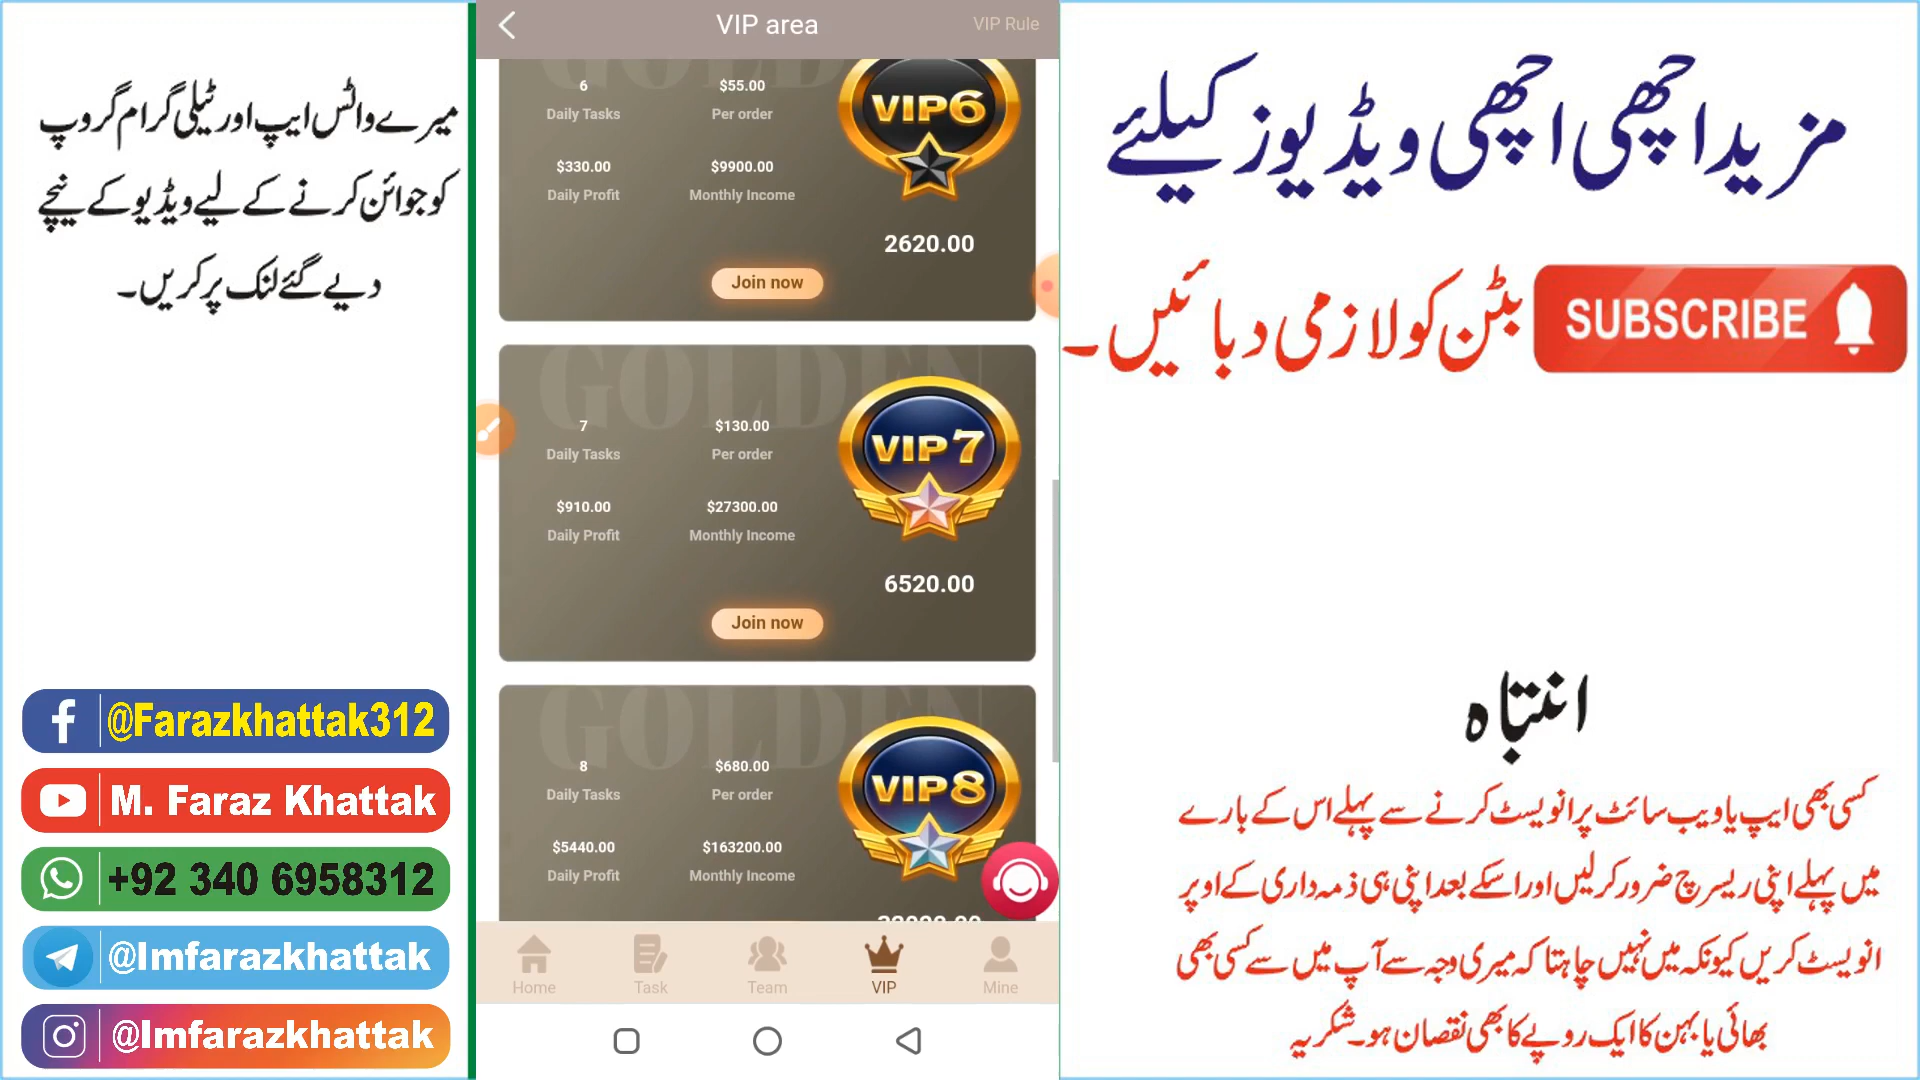 میرے واٹس ایپ اور ٹیلی گرام گروپ
کو جوائن کرنے کے لیے ویڈیو کے نیچے
دیے گئے لنک پر کریں۔
@Farazkhattak312
M. Faraz Khattak
+92 340 6958312
@Imfarazkhattak
@Imfarazkhattak
VIP area
VIP Rule
GOLDEN
6
$55.00
Daily Tasks
Per order
$330.00
$9900.00
Daily Profit
Monthly Income
VIP6
2620.00
Join now
GOLDEN
7
$130.00
Daily Tasks
Per order
$910.00
$27300.00
Daily Profit
Monthly Income
VIP 7
6520.00
Join now
GOLDEN
8
$680.00
Daily Tasks
Per order
$5440.00
$163200.00
Daily Profit
Monthly Income
VIP8
Home
Task
Team
VIP
Mine
مزید اچھی اچھی ویڈیوز کیلئے
SUBSCRIBE بٹن کو لازمی دبائیں۔
انتباہ
کسی بھی ایپ یا ویب سائٹ پر انویسٹ کرنے سے پہلے اس کے بارے
میں پہلے اپنی ریسرچ ضرور کرلیں اور اسکے بعد اپنی ہی ذمہ داری کے اوپر
انویسٹ کریں کیونکہ میں نہیں چاہتا کہ میری وجہ سے آپ میں سے کسی بھی
بھائی یا بہن کا ایک روپے کا بھی نقصان ہو۔ شکریہ